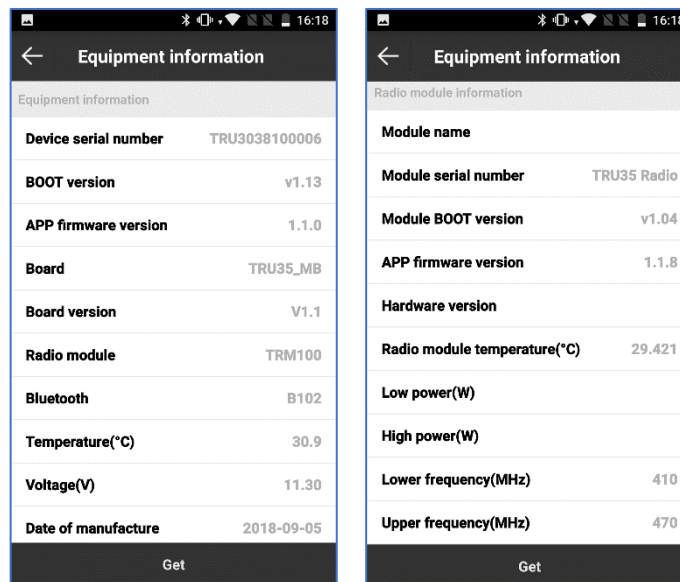 16:18
Equipment information
Equipment information
Device serial number TRU3038100006
BOOT version v1.13
APP firmware version 1.1.0
Board TRU35_MB
Board version V1.1
Radio module TRM100
Bluetooth B102
Temperature(°C) 30.9
Voltage(V) 11.30
Date of manufacture 2018-09-05
Get
16:18
Equipment information
Radio module information
Module name
Module serial number TRU35 Radio
Module BOOT version v1.04
APP firmware version 1.1.8
Hardware version
Radio module temperature(°C) 29.421
Low power(W)
High power(W)
Lower frequency(MHz) 410
Upper frequency(MHz) 470
Get